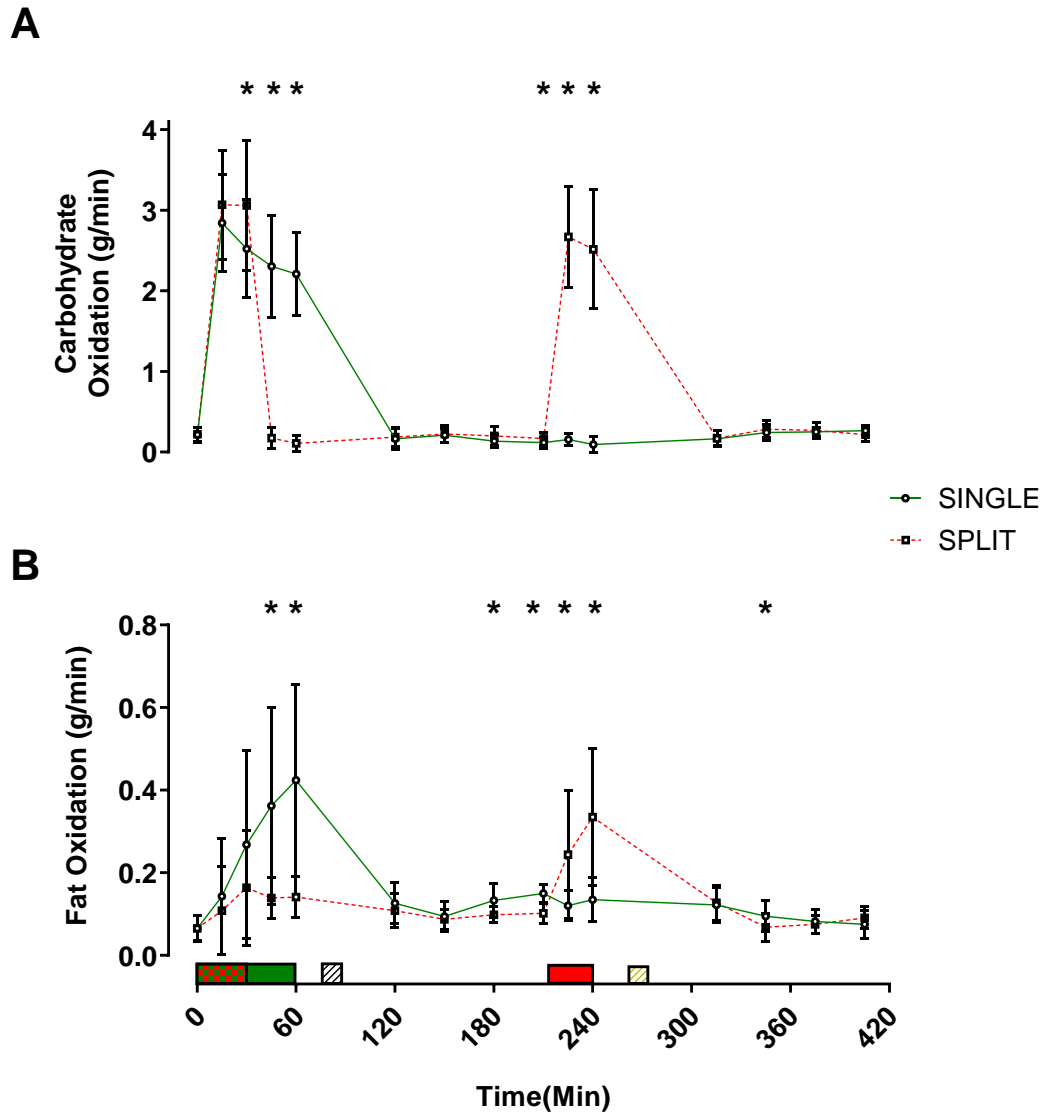 A
* * * * * *
4
3
2
1
0
Carbohydrate
Oxidation (g/min)
SINGLE
SPLIT
B
* * * * * * *
0.8
0.6
0.4
0.2
0.0
Fat Oxidation (g/min)
0 60 120 180 240 300 360 420
Time(Min)